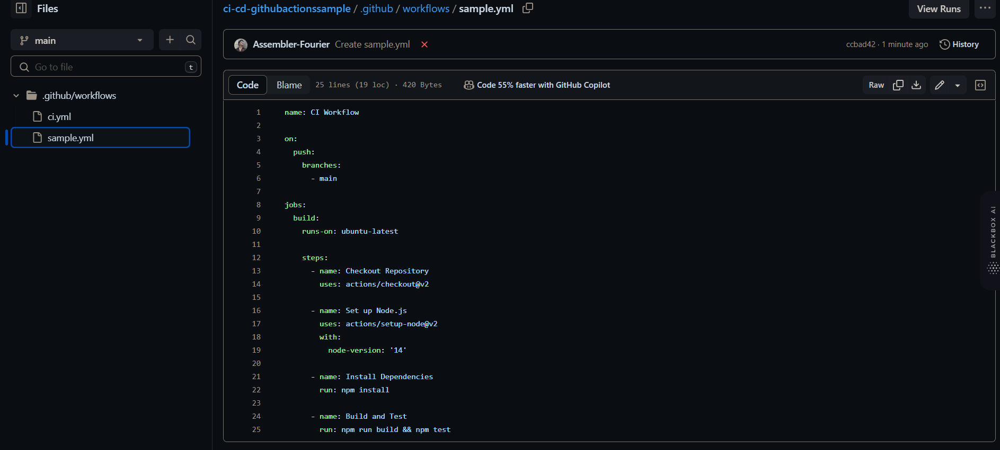 Files
main
Go to file
t
.github/workflows
ci.yml
sample.yml
ci-cd-githubactionssample / .github / workflows / sample.yml
View Runs
Assembler-Fourier Create sample.yml
ccbad42 · 1 minute ago
History
Code Blame 25 lines (19 loc) · 420 Bytes
Code 55% faster with GitHub Copilot
Raw
1 name: CI Workflow
2
3 on:
4 push:
5 branches:
6 - main
7
8 jobs:
9 build:
10 runs-on: ubuntu-latest
11
12 steps:
13 - name: Checkout Repository
14 uses: actions/checkout@v2
15
16 - name: Set up Node.js
17 uses: actions/setup-node@v2
18 with:
19 node-version: '14'
20
21 - name: Install Dependencies
22 run: npm install
23
24 - name: Build and Test
25 run: npm run build && npm test
BLACKBOX AI